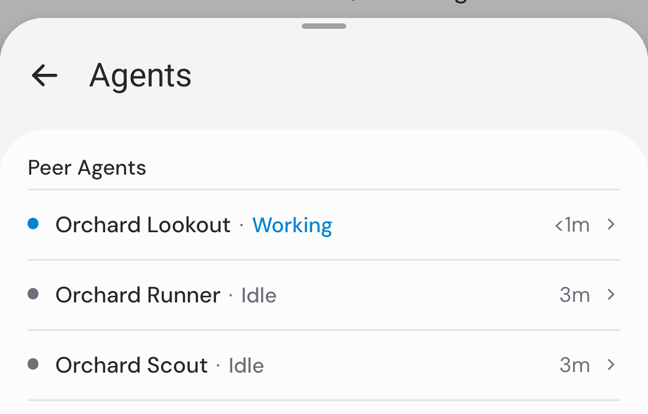 Agents
Peer Agents
Orchard Lookout · Working <1m
Orchard Runner · Idle 3m
Orchard Scout · Idle 3m